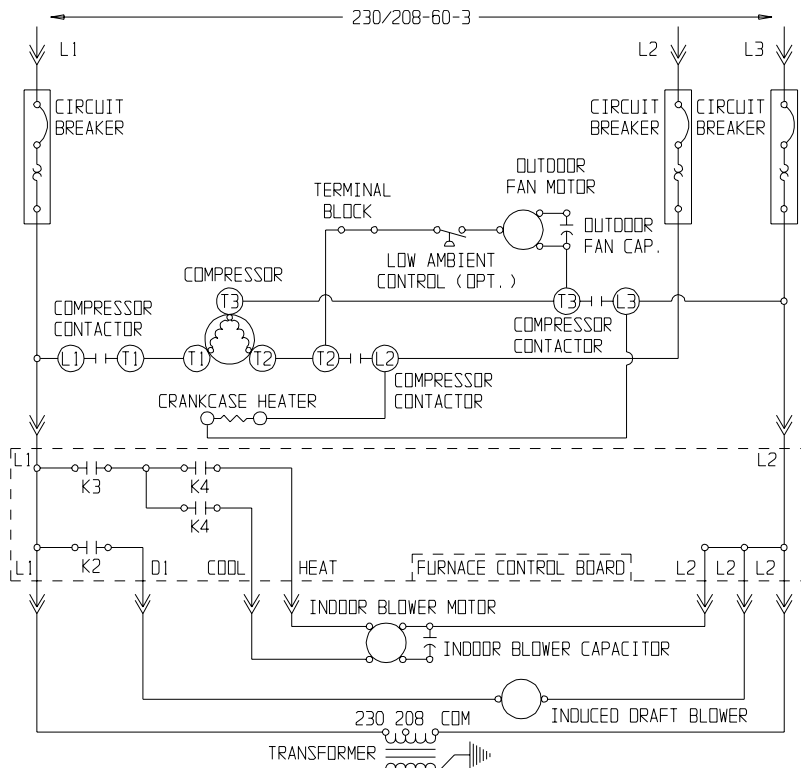 230/208-60-3
L1
L2
L3
CIRCUIT
BREAKER
CIRCUIT
BREAKER
CIRCUIT
BREAKER
OUTDOOR
FAN MOTOR
TERMINAL
BLOCK
OUTDOOR
FAN CAP.
LOW AMBIENT
CONTROL (OPT.)
COMPRESSOR
T3
T3
L3
COMPRESSOR
CONTACTOR
COMPRESSOR
CONTACTOR
L1
T1
T1
T2
T2
L2
COMPRESSOR
CONTACTOR
CRANKCASE HEATER
L1
L2
K3
K4
K4
K2
L1
D1
COOL
HEAT
FURNACE CONTROL BOARD
L2
L2
L2
INDOOR BLOWER MOTOR
INDOOR BLOWER CAPACITOR
INDUCED DRAFT BLOWER
230 208 COM
TRANSFORMER